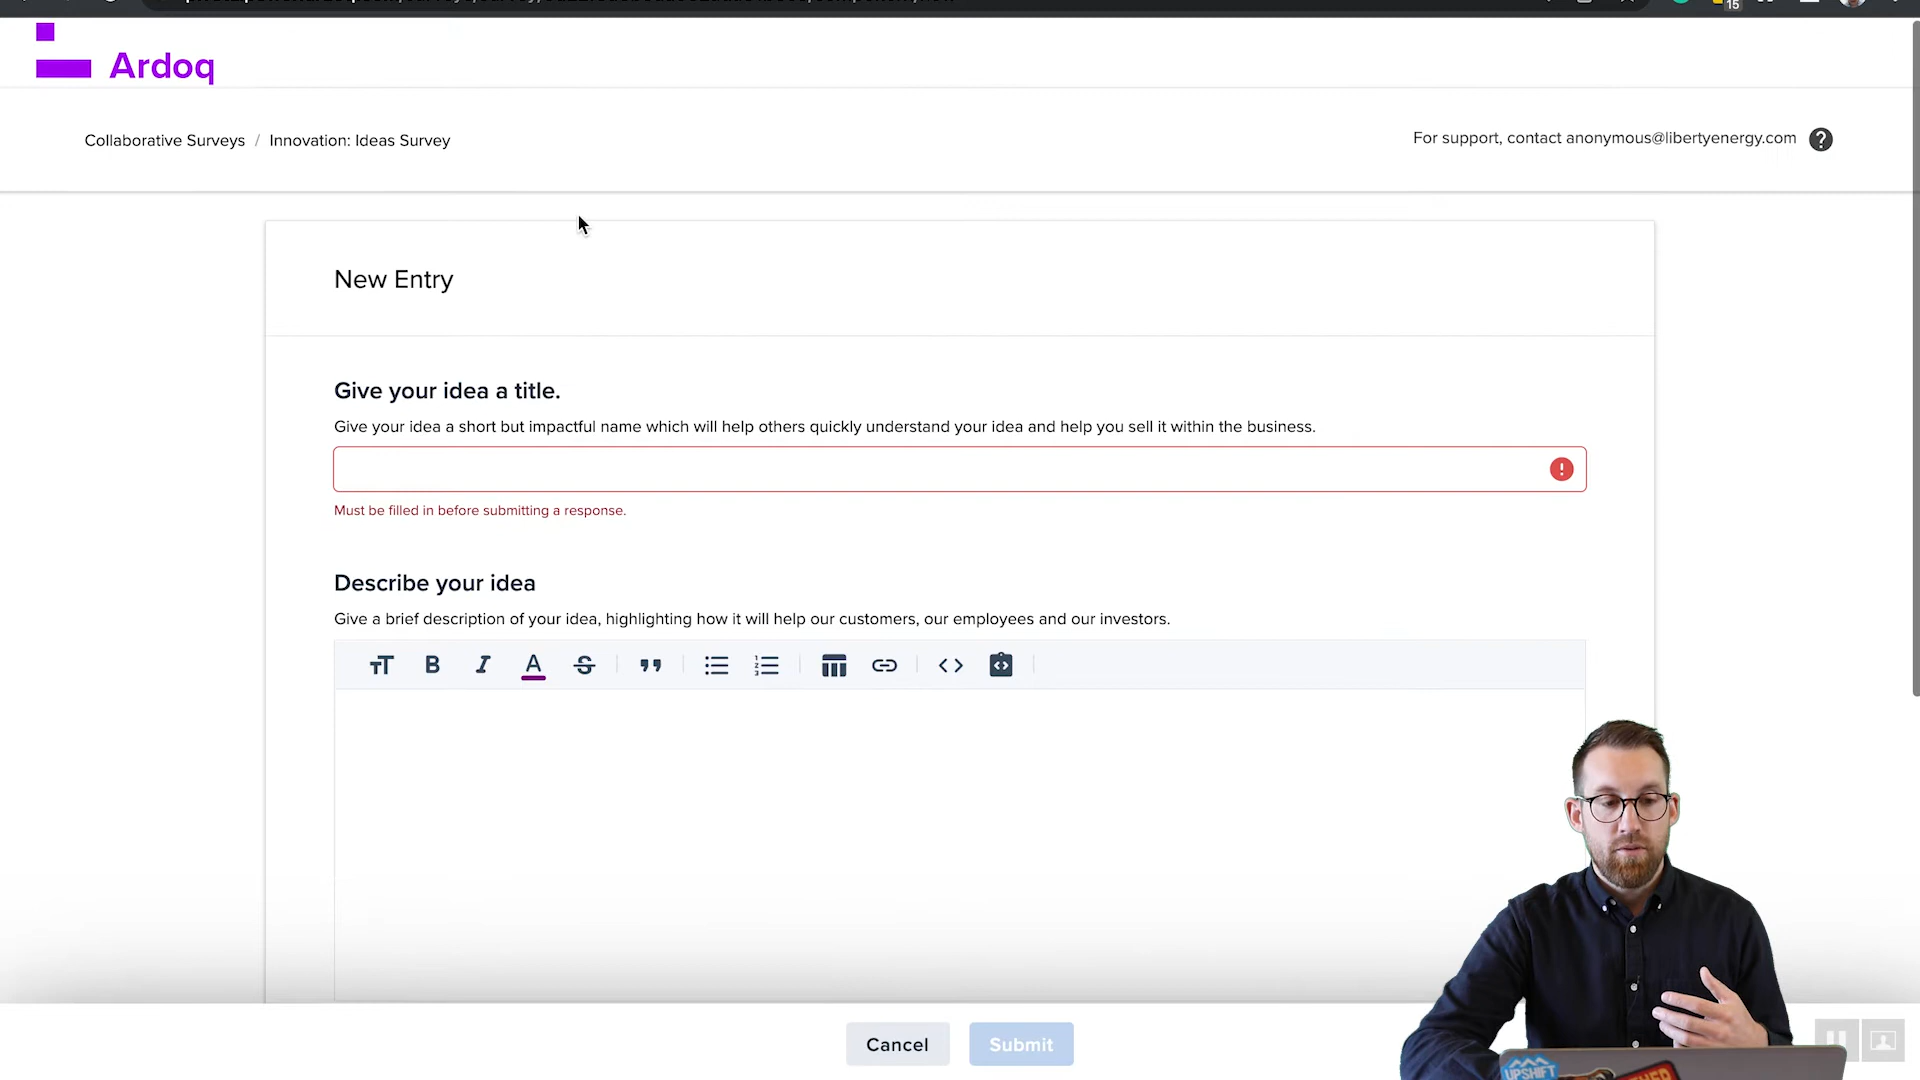 15
Ardoq
Collaborative Surveys / Innovation: Ideas Survey
For support, contact anonymous@libertyenergy.com
New Entry
Give your idea a title.
Give your idea a short but impactful name which will help others quickly understand your idea and help you sell it within the business.
Must be filled in before submitting a response.
Describe your idea
Give a brief description of your idea, highlighting how it will help our customers, our employees and our investors.
Cancel
Submit
UPSHIFT